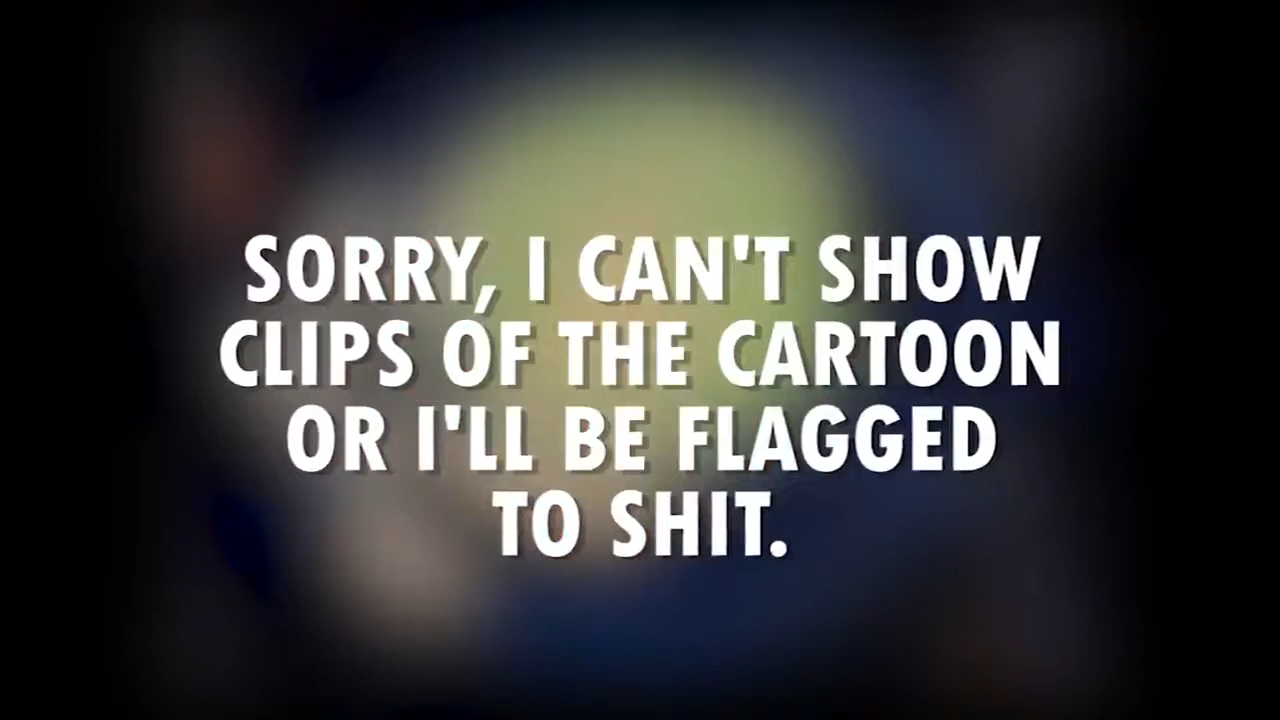 SORRY, I CAN'T SHOW
CLIPS OF THE CARTOON
OR I'LL BE FLAGGED
TO SHIT.